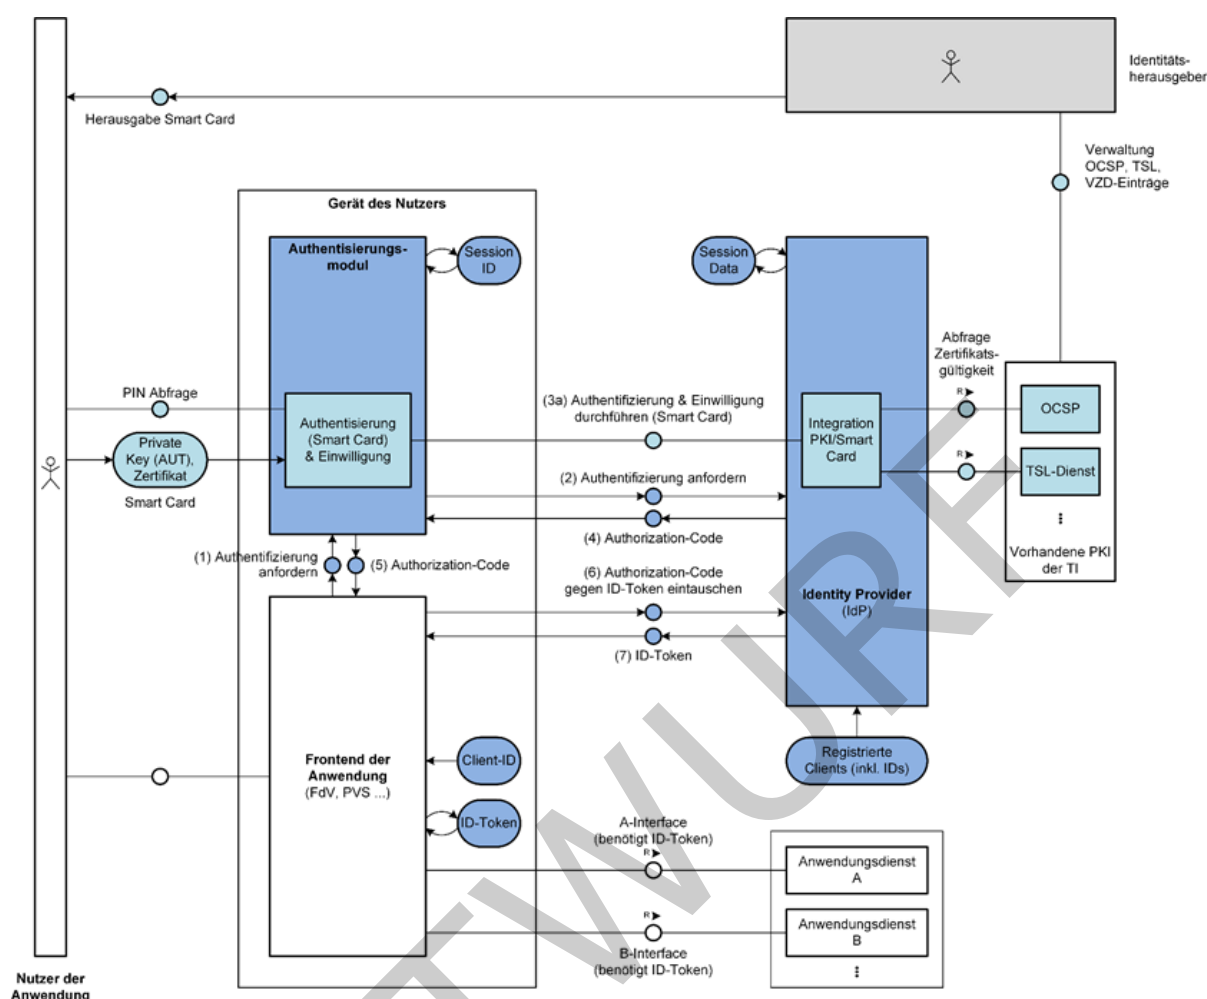 Identitäts-
herausgeber
Herausgabe Smart Card
Verwaltung
OCSP, TSL,
VZD-Einträge
Gerät des Nutzers
Authentisierungs-
modul
Session
ID
Session
Data
Abfrage
Zertifikats-
gültigkeit
PIN Abfrage
R
OCSP
Authentisierung
(Smart Card)
& Einwilligung
(3a) Authentifizierung & Einwilligung
durchführen (Smart Card)
Integration
PKI/Smart
Card
Private
Key (AUT),
Zertifikat
Smart Card
R
TSL-Dienst
(2) Authentifizierung anfordern
(4) Authorization-Code
Vorhandene PKI
der TI
(1) Authentifizierung
anfordern
(5) Authorization-Code
(6) Authorization-Code
gegen ID-Token eintauschen
Identity Provider
(IdP)
(7) ID-Token
Frontend der
Anwendung
(FdV, PVS ...)
Client-ID
Registrierte
Clients (inkl. IDs)
ID-Token
A-Interface
(benötigt ID-Token)
R
Anwendungsdienst
A
R
Anwendungsdienst
B
B-Interface
(benötigt ID-Token)
Nutzer der
Anwendung
NTWURF